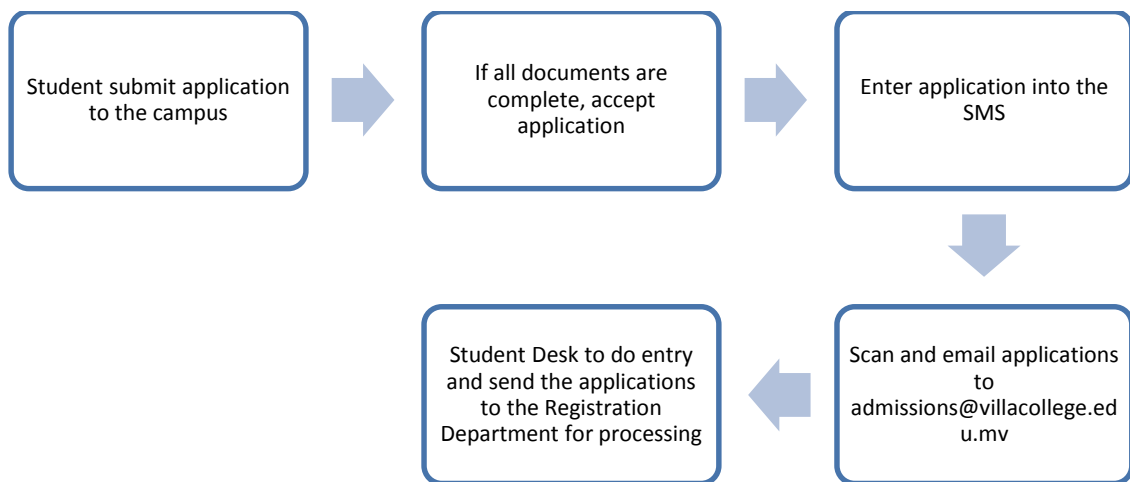 Student submit application
to the campus
If all documents are
complete, accept
application
Enter application into the
SMS
Scan and email applications
to
admissions@villacollege.ed
u.mv
Student Desk to do entry
and send the applications
to the Registration
Department for processing